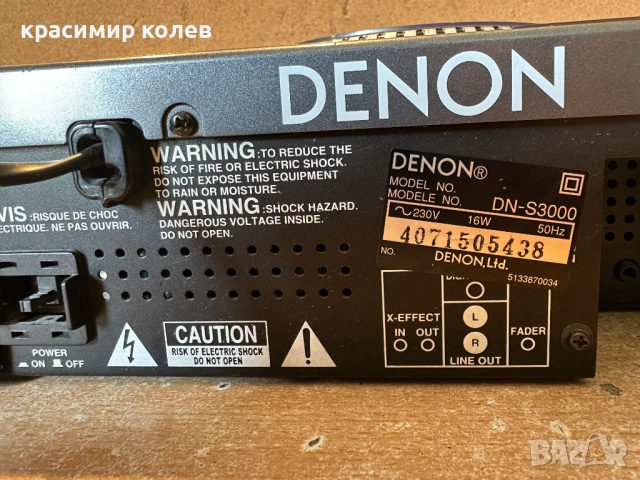 красимир колев
DENON
WARNING:TO REDUCE THE
RISK OF FIRE OR ELECTRIC SHOCK.
DO NOT EXPOSE THIS EQUIPMENT
TO RAIN OR MOISTURE.
WARNING:SHOCK HAZARD.
DANGEROUS VOLTAGE INSIDE.
DO NOT OPEN.
VIS :RISQUE DE CHOC
ECTRIQUE. NE PAS OUVRIR.
DENON®
MODEL NO.
MODELE NO. DN-S3000
~230V 16W 50Hz
4071505438
NO. DENON,Ltd.
5133870034
X-EFFECT
IN OUT
L
R
LINE OUT
FADER
POWER
ON OFF
CAUTION
RISK OF ELECTRIC SHOCK
DO NOT OPEN
!
BAZAR